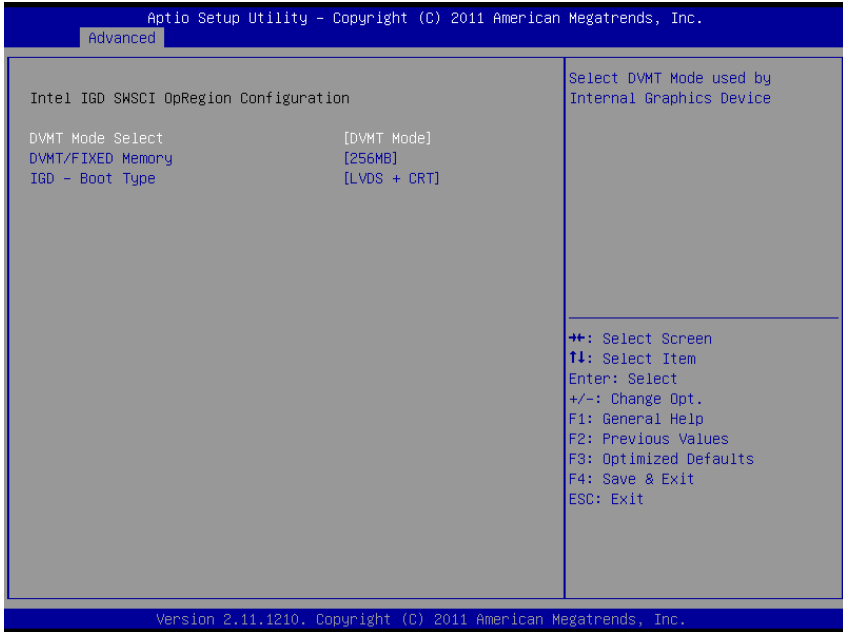 Aptio Setup Utility – Copyright (C) 2011 American Megatrends, Inc.
Advanced
Intel IGD SWSCI OpRegion Configuration
DVMT Mode Select [DVMT Mode]
DVMT/FIXED Memory [256MB]
IGD – Boot Type [LVDS + CRT]
Select DVMT Mode used by
Internal Graphics Device
→←: Select Screen
↑↓: Select Item
Enter: Select
+/–: Change Opt.
F1: General Help
F2: Previous Values
F3: Optimized Defaults
F4: Save & Exit
ESC: Exit
Version 2.11.1210. Copyright (C) 2011 American Megatrends, Inc.